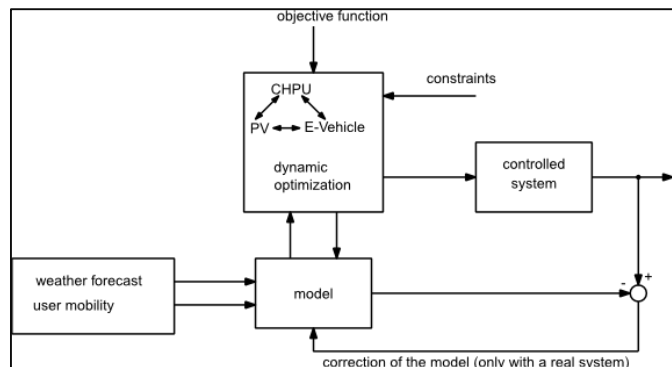 objective function
constraints
CHPU
PV E-Vehicle
dynamic
optimization
controlled
system
weather forecast
user mobility
model
- +
correction of the model (only with a real system)